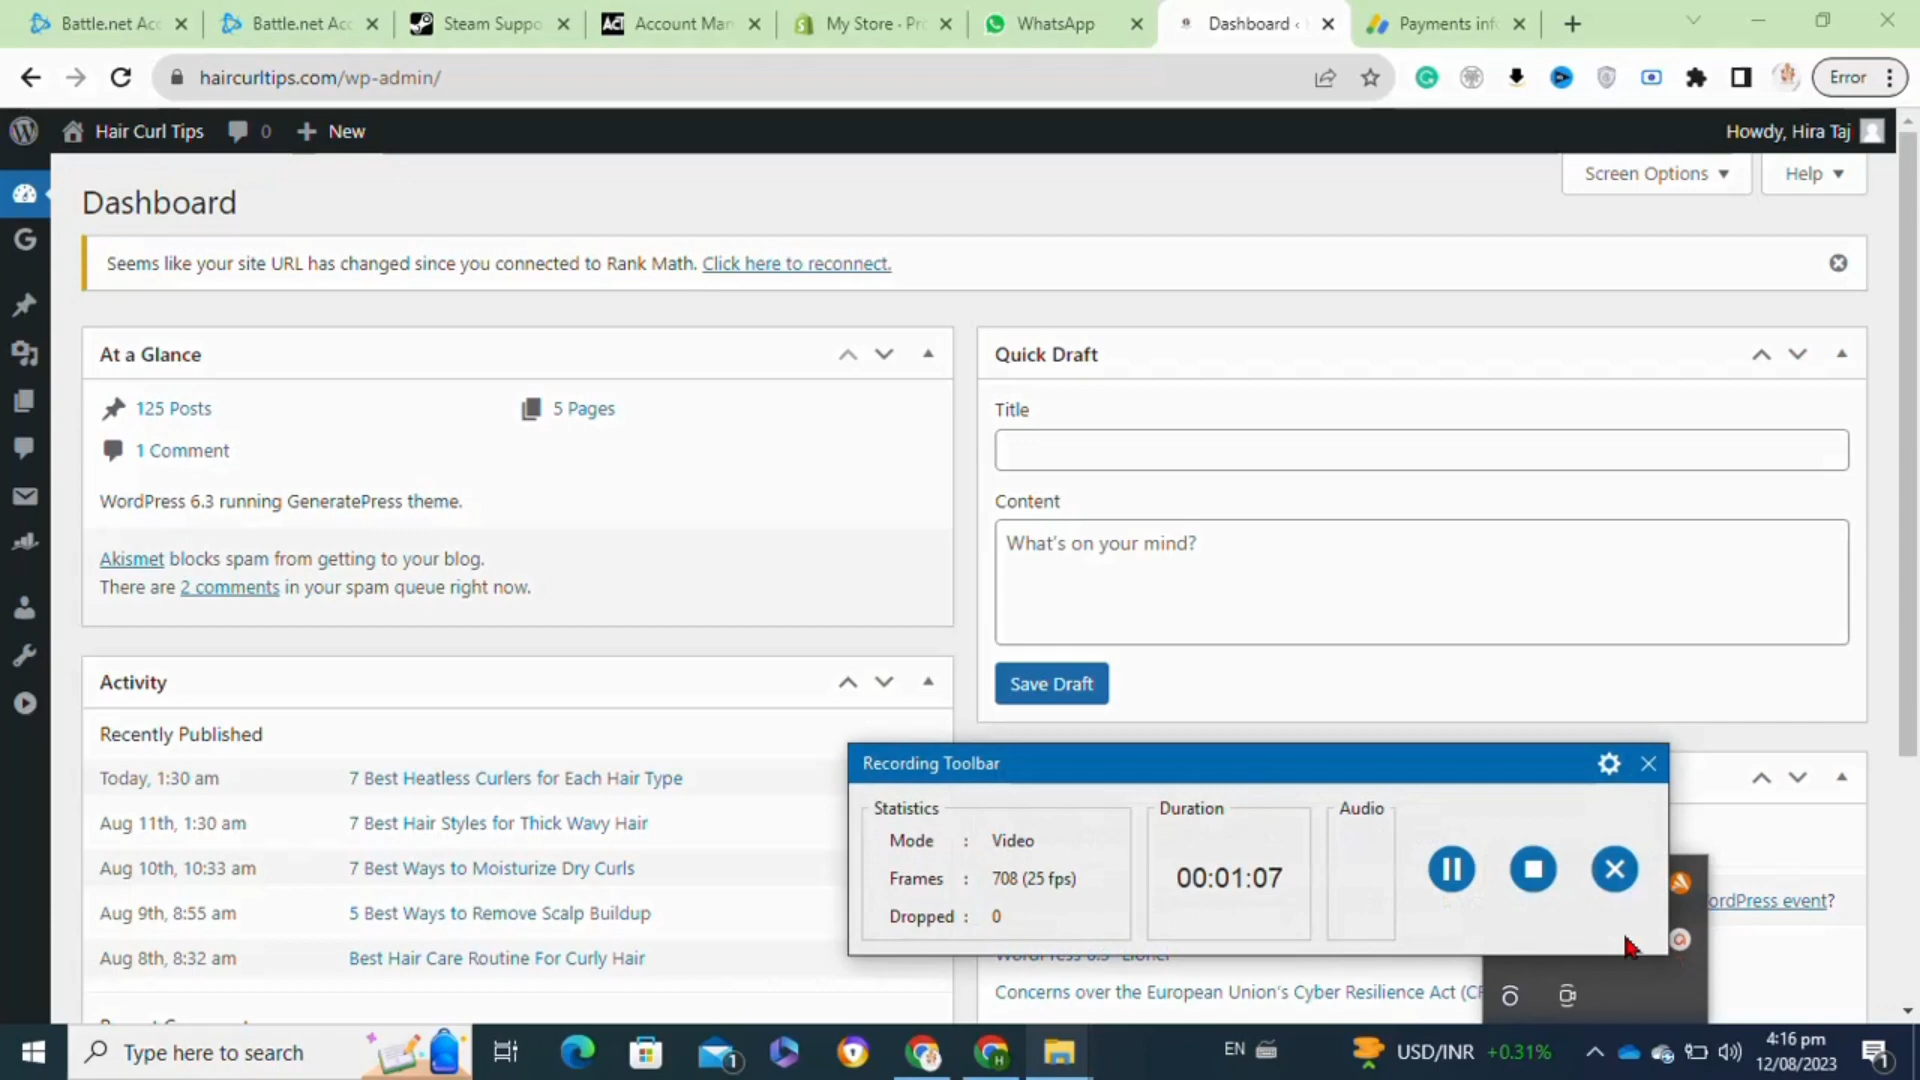 Battle.net Acc
Battle.net Acc
Steam Suppo
Account Man
My Store · Pro
WhatsApp
Dashboard ‹
Payments info
haircurltips.com/wp-admin/
Error
Hair Curl Tips
0
New
Howdy, Hira Taj
Screen Options
Help
Dashboard
Seems like your site URL has changed since you connected to Rank Math. Click here to reconnect.
At a Glance
125 Posts
5 Pages
1 Comment
WordPress 6.3 running GeneratePress theme.
Akismet blocks spam from getting to your blog.
There are 2 comments in your spam queue right now.
Quick Draft
Title
Content
What's on your mind?
Save Draft
Activity
Recently Published
Today, 1:30 am 7 Best Heatless Curlers for Each Hair Type
Aug 11th, 1:30 am 7 Best Hair Styles for Thick Wavy Hair
Aug 10th, 10:33 am 7 Best Ways to Moisturize Dry Curls
Aug 9th, 8:55 am 5 Best Ways to Remove Scalp Buildup
Aug 8th, 8:32 am Best Hair Care Routine For Curly Hair
Recording Toolbar
Statistics
Mode : Video
Frames : 708 (25 fps)
Dropped : 0
Duration
00:01:07
Audio
ordPress event?
Concerns over the European Union's Cyber Resilience Act (CR
Type here to search
1
EN
USD/INR +0.31%
4:16 pm
12/08/2023
1